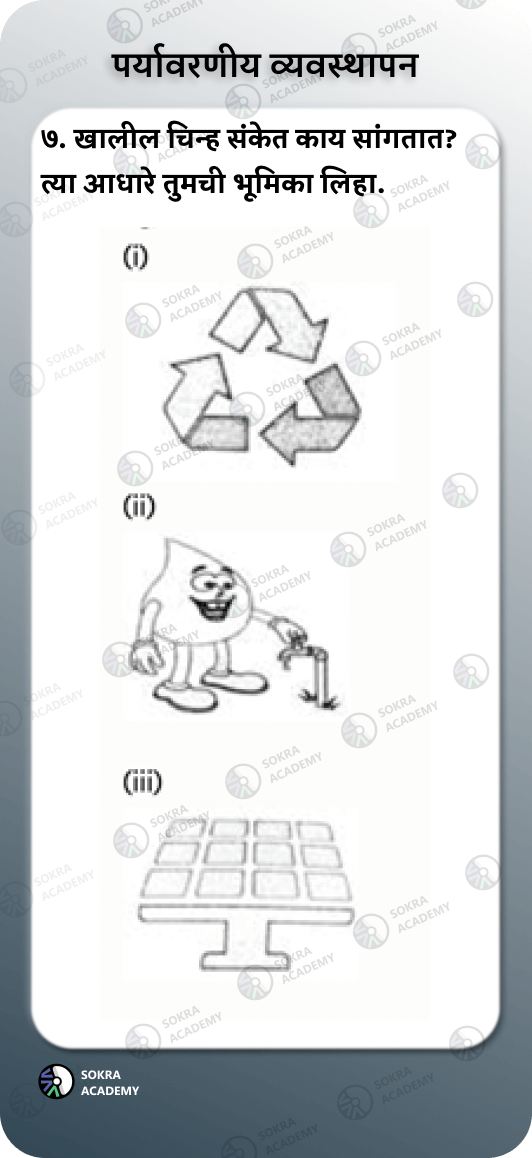 पर्यावरणीय व्यवस्थापन
७. खालील चिन्ह संकेत काय सांगतात?
त्या आधारे तुमची भूमिका लिहा.
(i)
(ii)
(iii)
SOKRA
ACADEMY